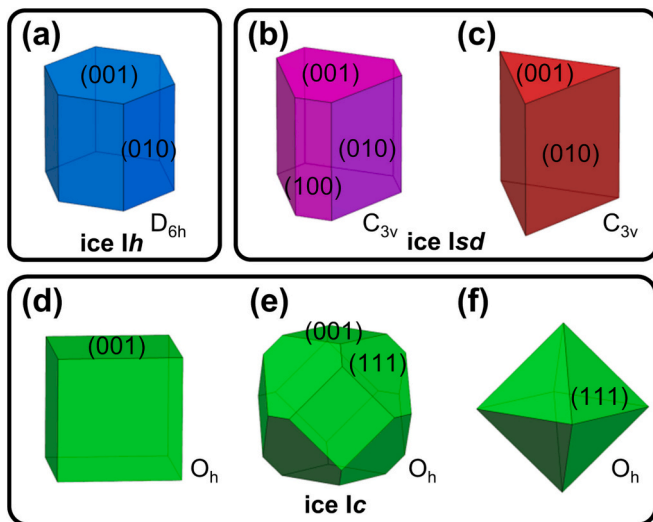 (a) (b) (c)
(001) (001) (001)
(010) (010) (010)
(100)
D6h C3v C3v
ice Ih ice Isd
(d) (e) (f)
(001) (001)
(111) (111)
Oh Oh Oh
ice Ic